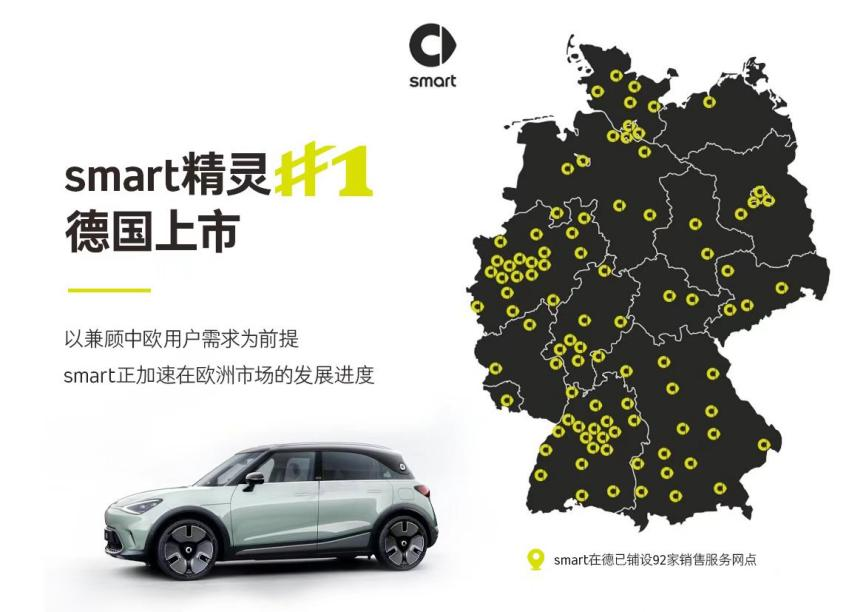 smart
smart精灵#1
德国上市
以兼顾中欧用户需求为前提
smart正加速在欧洲市场的发展进度
smart在德已铺设92家销售服务网点